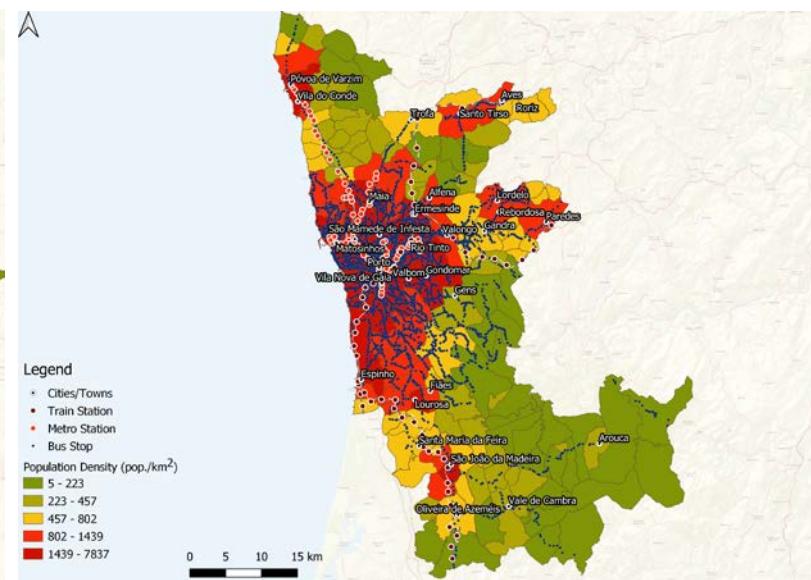 Póvoa de Varzim
Vila do Conde
Trofa
Aves
Roriz
Santo Tirso
Maia
Alfena
Ermesinde
Lordelo
Rebordosa
Paredes
Gandra
São Mamede de Infesta
Valongo
Matosinhos
Rio Tinto
Porto
Valbom
Gondomar
Vila Nova de Gaia
Gens
Espinho
Fiães
Lourosa
Santa Maria da Feira
São João da Madeira
Arouca
Vale de Cambra
Oliveira de Azeméis
Legend
Cities/Towns
Train Station
Metro Station
Bus Stop
Population Density (pop./km²)
5 - 223
223 - 457
457 - 802
802 - 1439
1439 - 7837
0 5 10 15 km